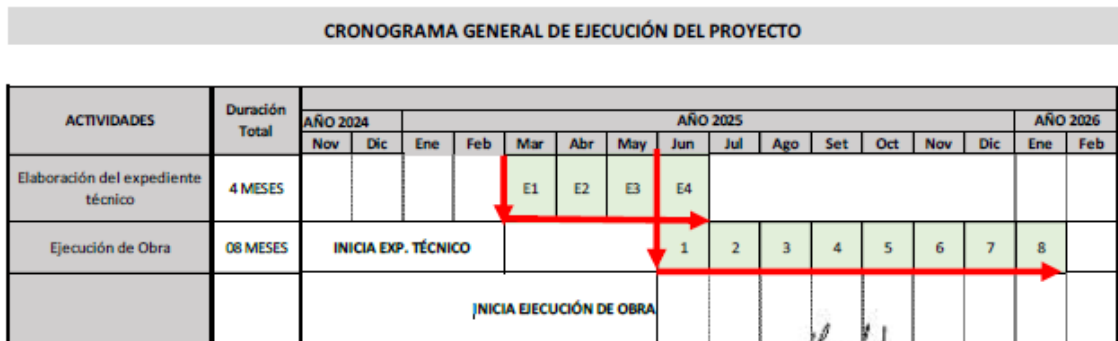 CRONOGRAMA GENERAL DE EJECUCIÓN DEL PROYECTO
ACTIVIDADES
Duración Total
AÑO 2024 AÑO 2025 AÑO 2026
Nov Dic Ene Feb Mar Abr May Jun Jul Ago Set Oct Nov Dic Ene Feb
Elaboración del expediente
técnico
4 MESES
E1 E2 E3 E4
Ejecución de Obra 08 MESES INICIA EXP. TÉCNICO 1 2 3 4 5 6 7 8
INICIA EJECUCIÓN DE OBRA